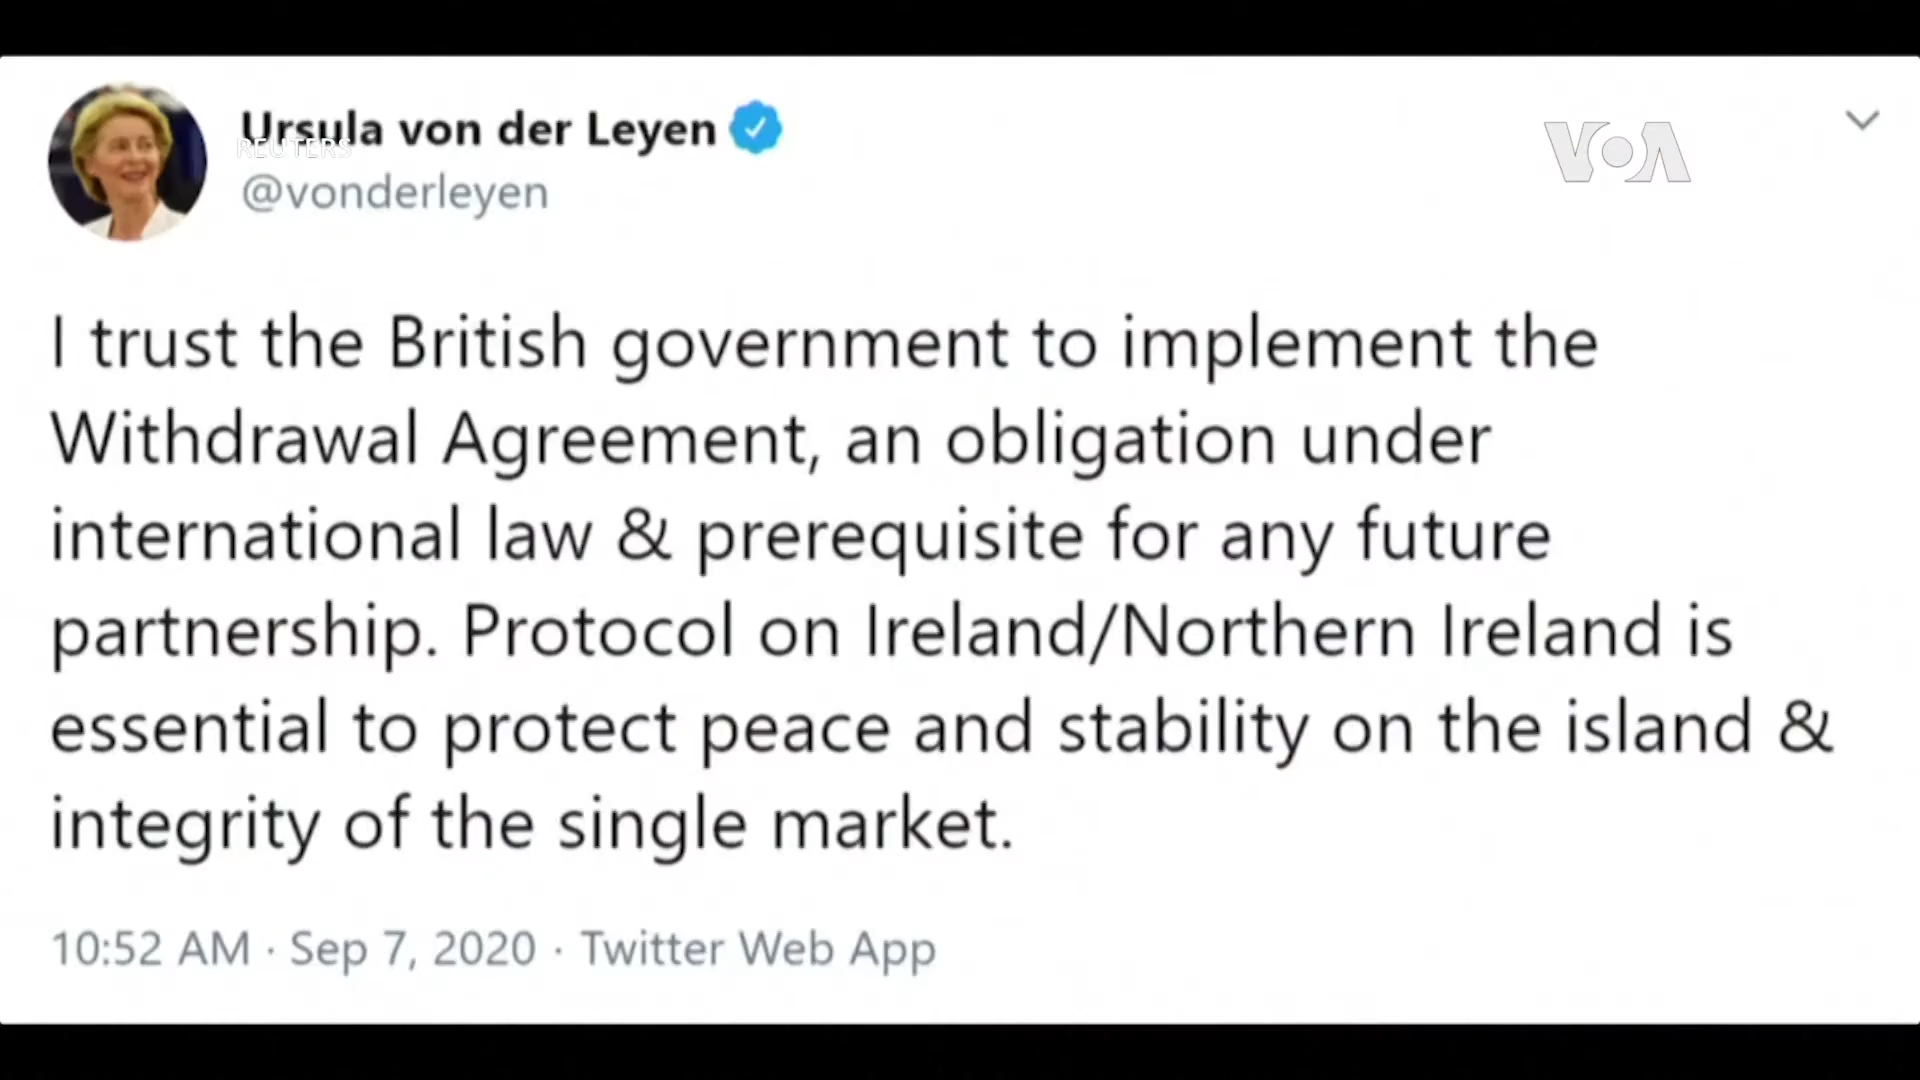 Ursula von der Leyen
REUTERS
VOA
@vonderleyen
I trust the British government to implement the
Withdrawal Agreement, an obligation under
international law & prerequisite for any future
partnership. Protocol on Ireland/Northern Ireland is
essential to protect peace and stability on the island &
integrity of the single market.
10:52 AM · Sep 7, 2020 · Twitter Web App